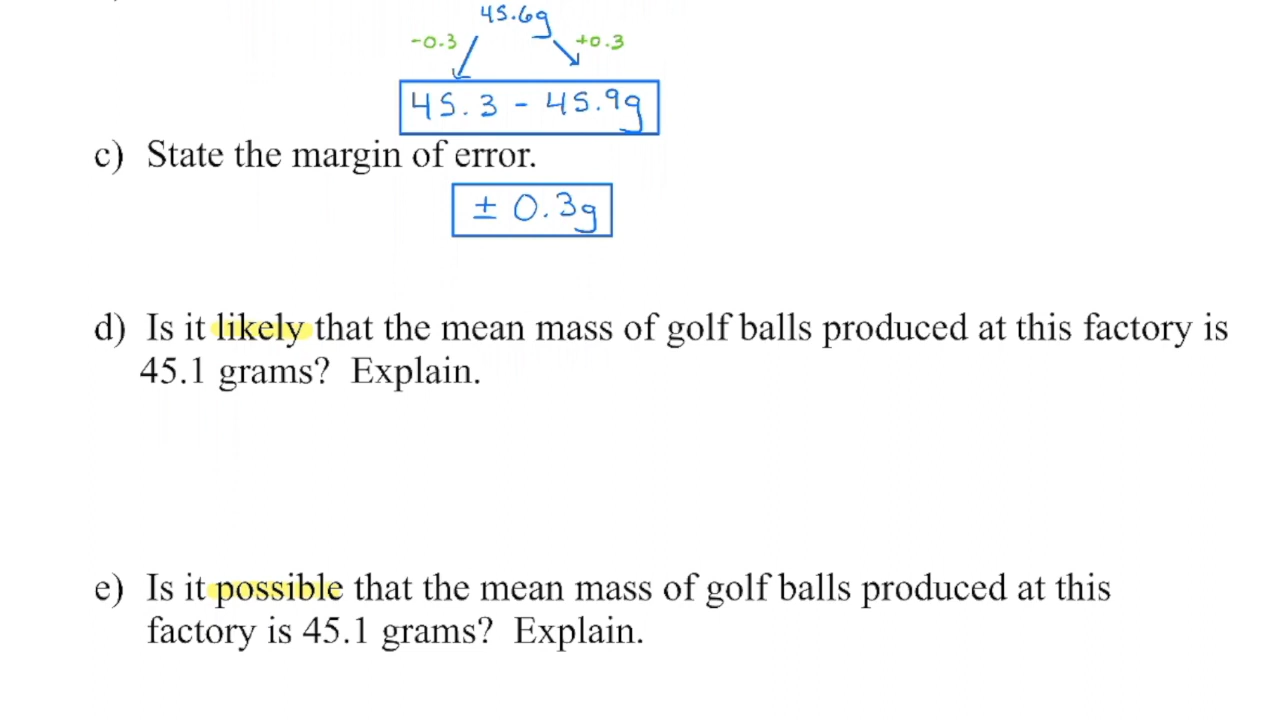 45.6g
-0.3 +0.3
45.3 - 45.9g
c) State the margin of error.
± 0.3g
d) Is it likely that the mean mass of golf balls produced at this factory is
45.1 grams? Explain.
e) Is it possible that the mean mass of golf balls produced at this
factory is 45.1 grams? Explain.